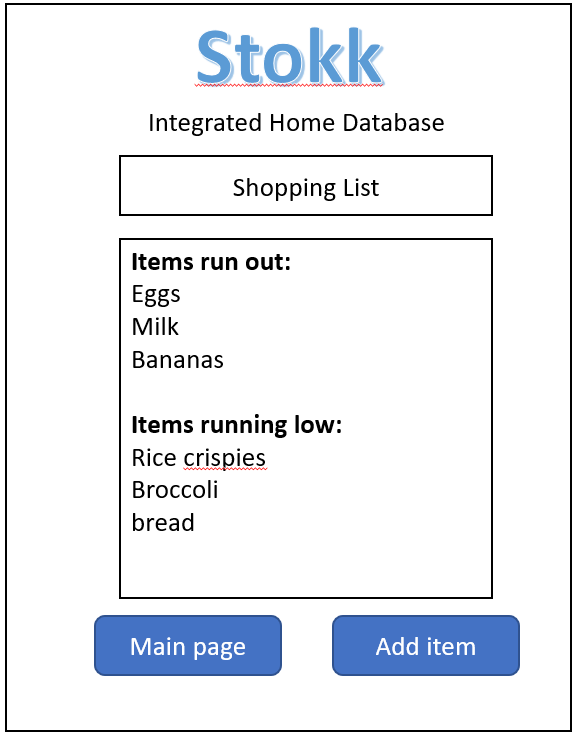 Stokk
Integrated Home Database
Shopping List
Items run out:
Eggs
Milk
Bananas
Items running low:
Rice crispies
Broccoli
bread
Main page
Add item